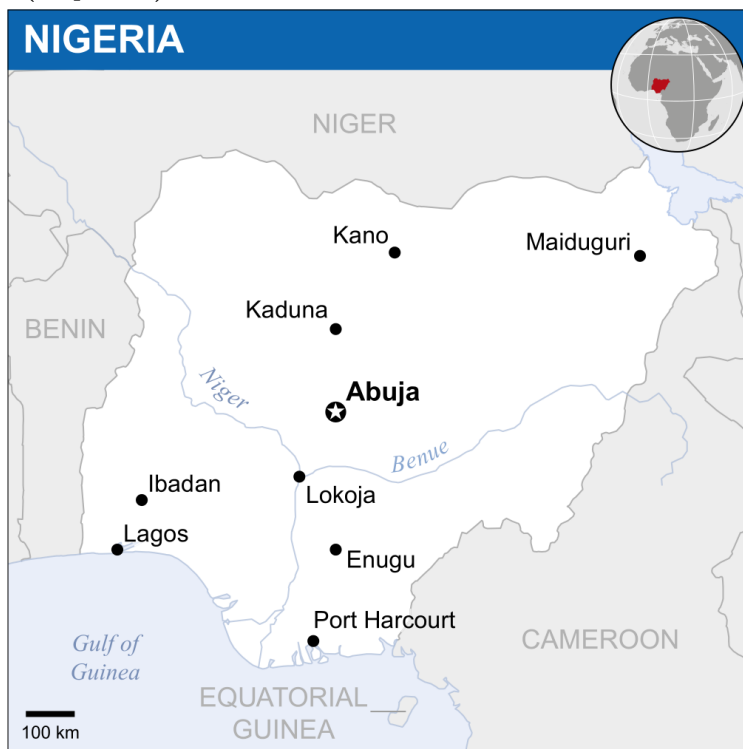 NIGERIA
NIGER
Kano
Maiduguri
Kaduna
BENIN
Niger
Abuja
Benue
Ibadan
Lokoja
Lagos
Enugu
Port Harcourt
Gulf of
Guinea
CAMEROON
EQUATORIAL
GUINEA
100 km